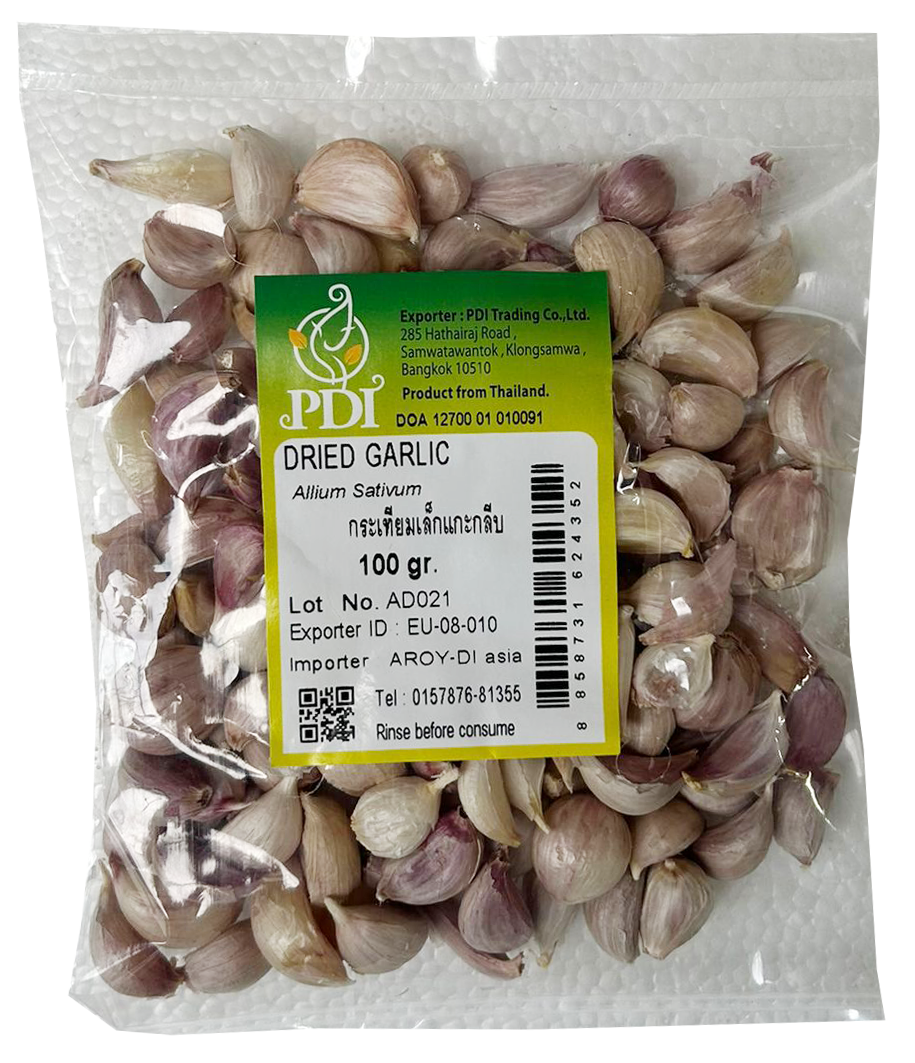 PDI
Exporter : PDI Trading Co.,Ltd.
285 Hathairaj Road ,
Samwatawantok , Klongsamwa ,
Bangkok 10510
Product from Thailand.
DOA 12700 01 010091
DRIED GARLIC
Allium Sativum
กระเทียมเล็กแกะกลีบ
100 gr.
Lot No. AD021
Exporter ID : EU-08-010
Importer AROY-DI asia
Tel : 0157876-81355
Rinse before consume
8 858731 624352